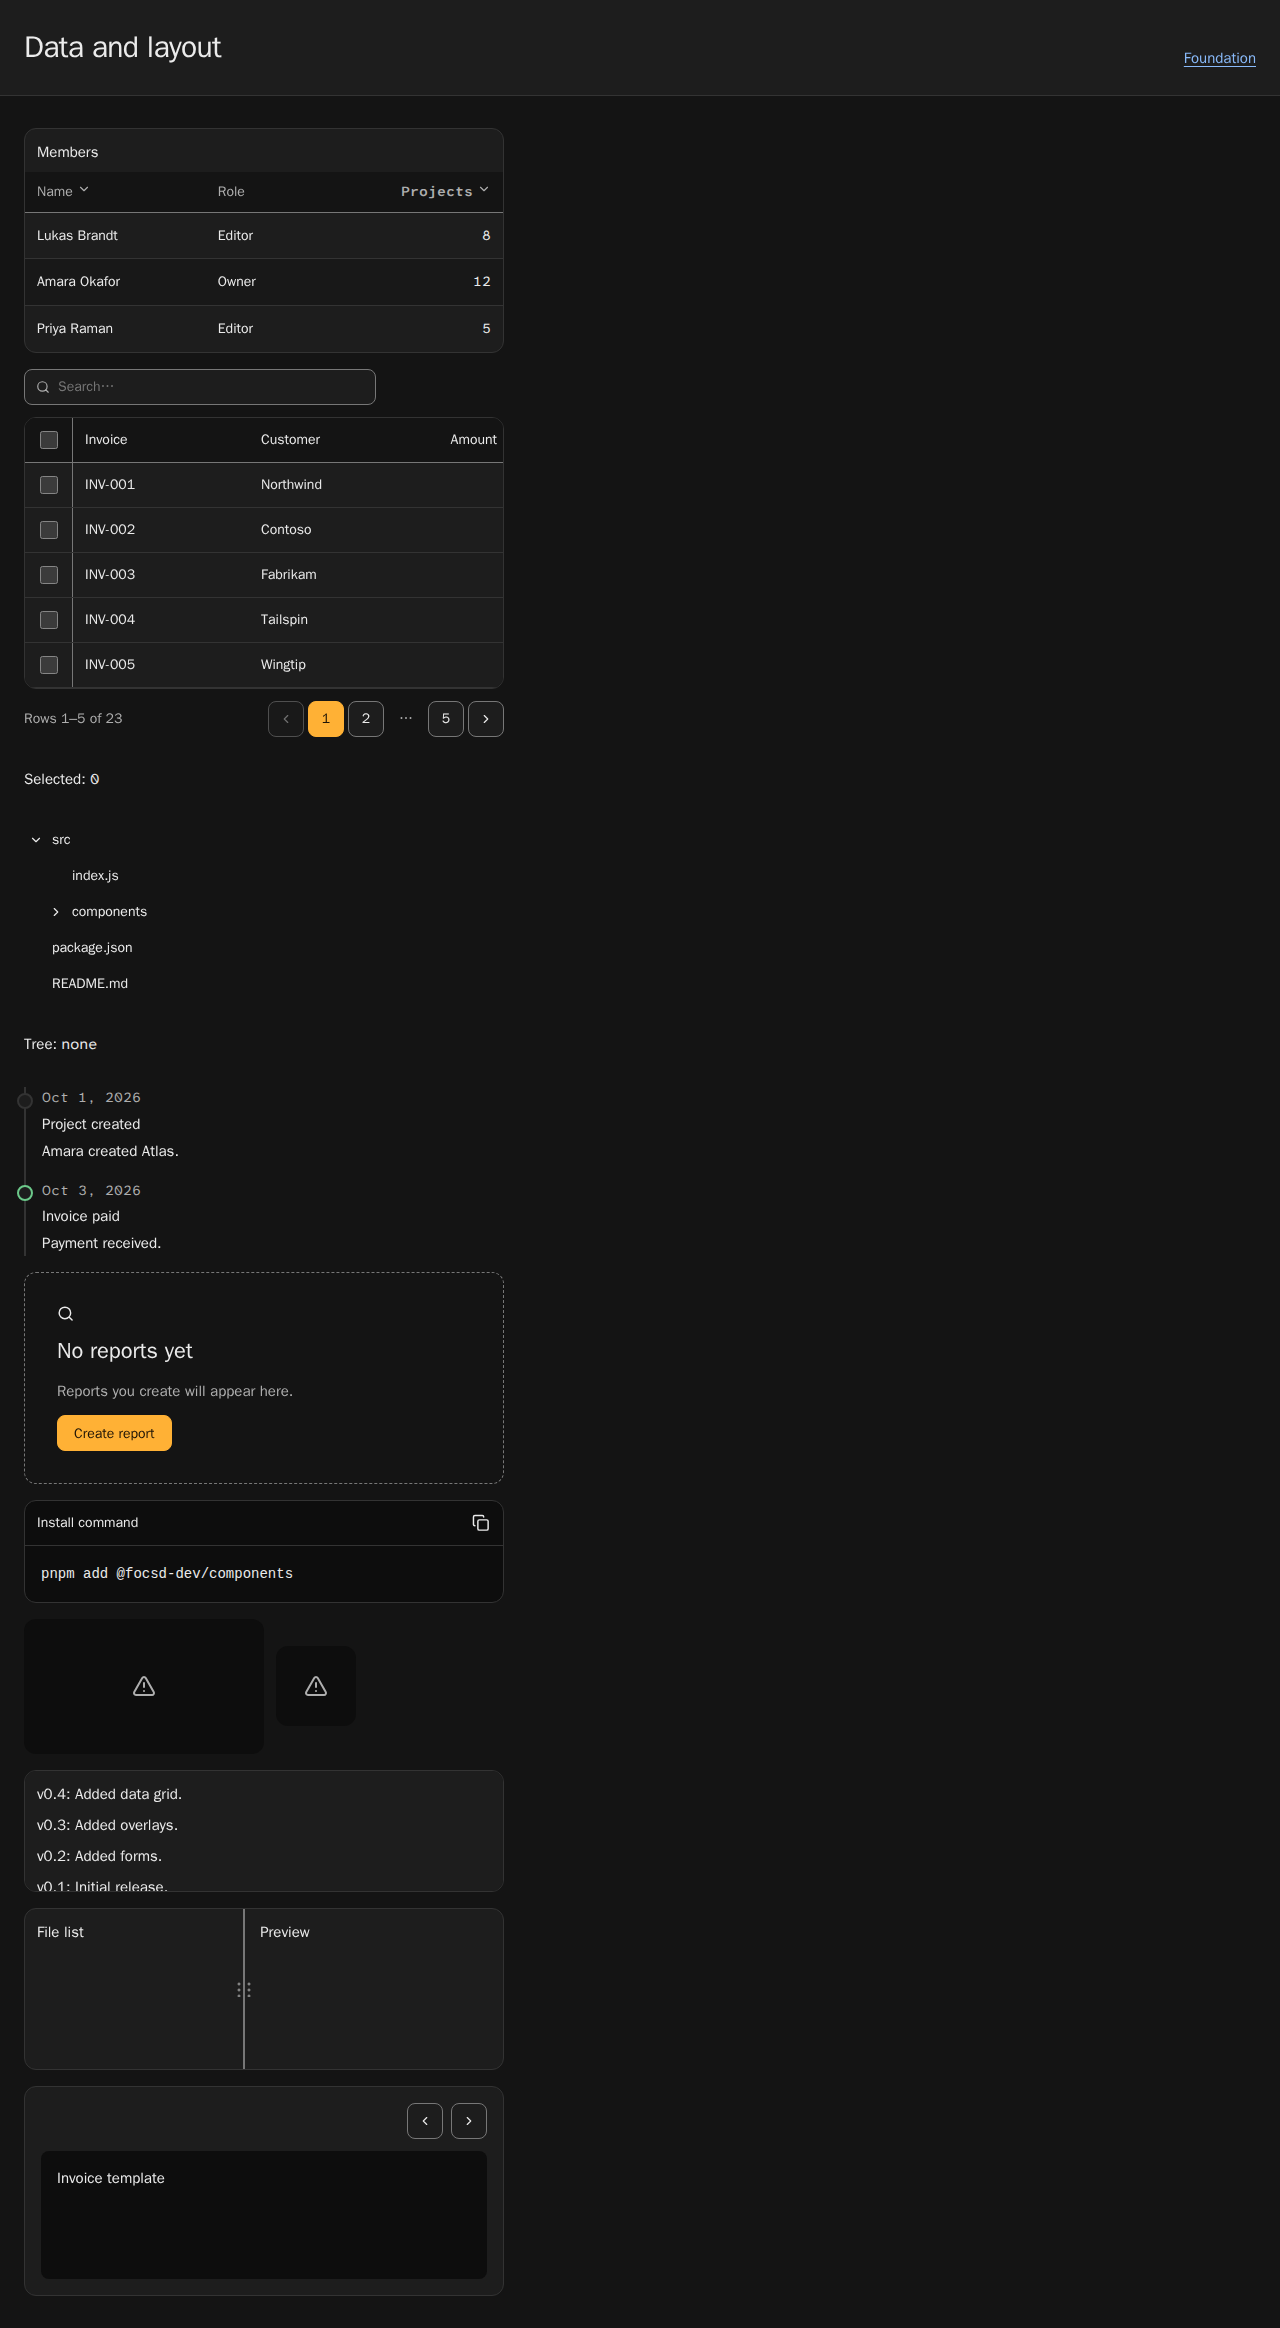 Data and layout
Foundation
Members
Name Role Projects
Lukas Brandt Editor 8
Amara Okafor Owner 12
Priya Raman Editor 5
Search…
Invoice Customer Amount
INV-001 Northwind
INV-002 Contoso
INV-003 Fabrikam
INV-004 Tailspin
INV-005 Wingtip
Rows 1–5 of 23 1 2 … 5
Selected: 0
src
index.js
components
package.json
README.md
Tree: none
Oct 1, 2026
Project created
Amara created Atlas.
Oct 3, 2026
Invoice paid
Payment received.
No reports yet
Reports you create will appear here.
Create report
Install command
pnpm add @focsd-dev/components
v0.4: Added data grid.
v0.3: Added overlays.
v0.2: Added forms.
v0.1: Initial release.
File list Preview
Invoice template